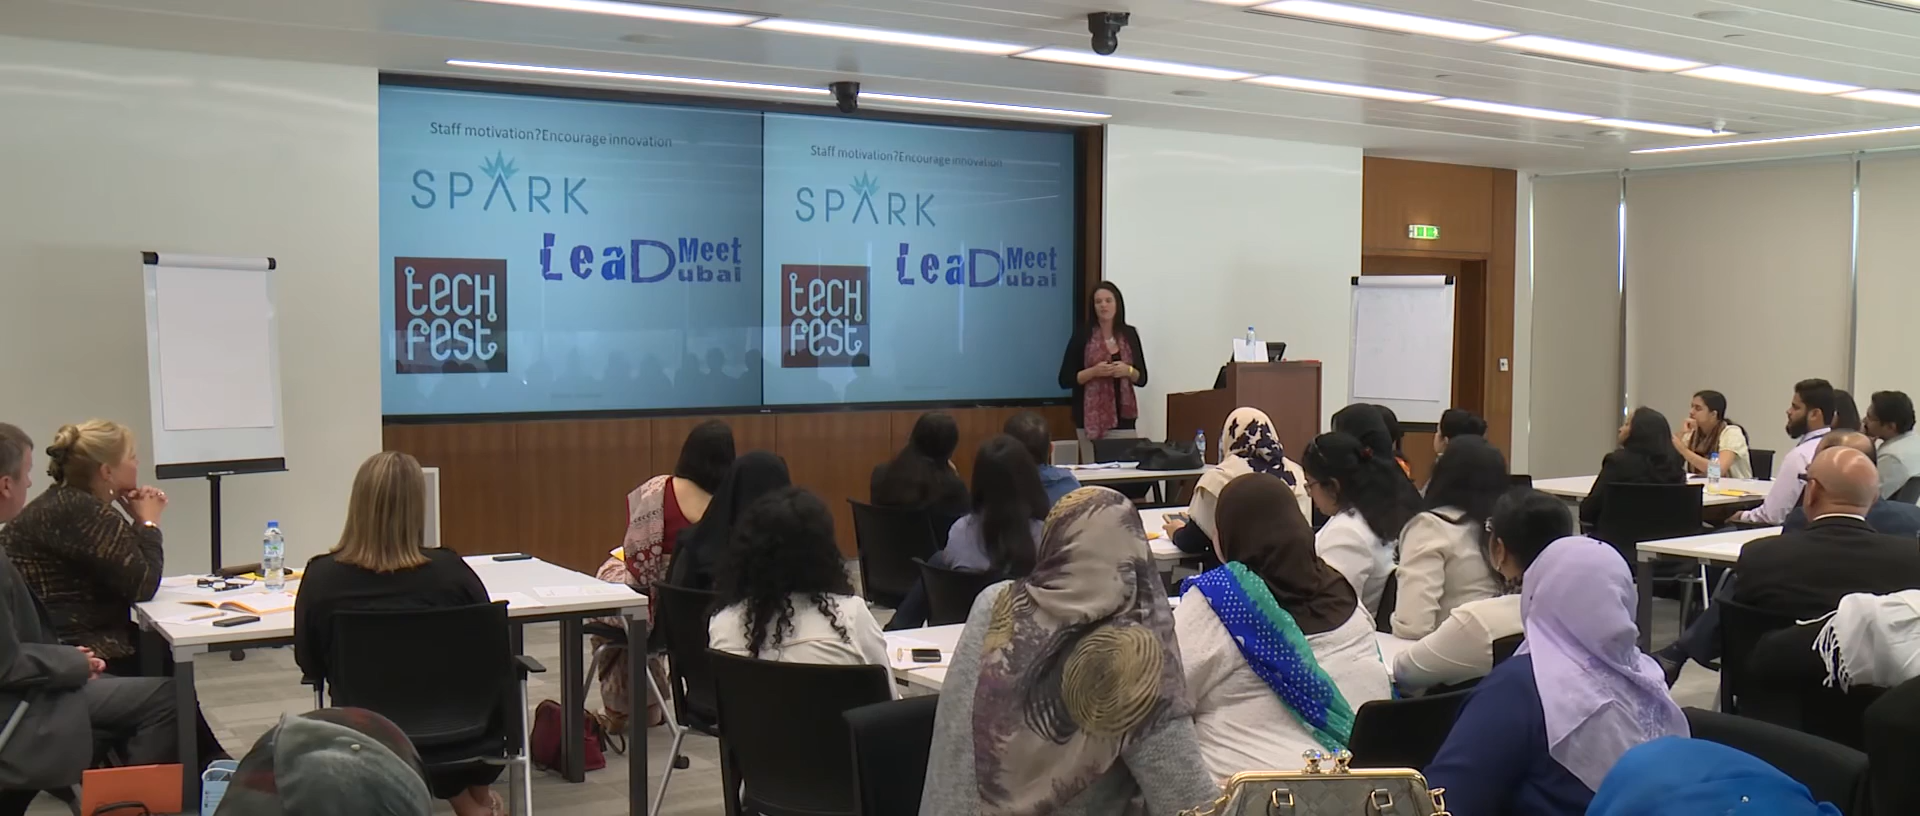 Staff motivation?Encourage innovation
SPARK
LeaD Meet
Dubai
tech
fest
Staff motivation?Encourage innovation
SPARK
LeaD Meet
Dubai
tech
fest